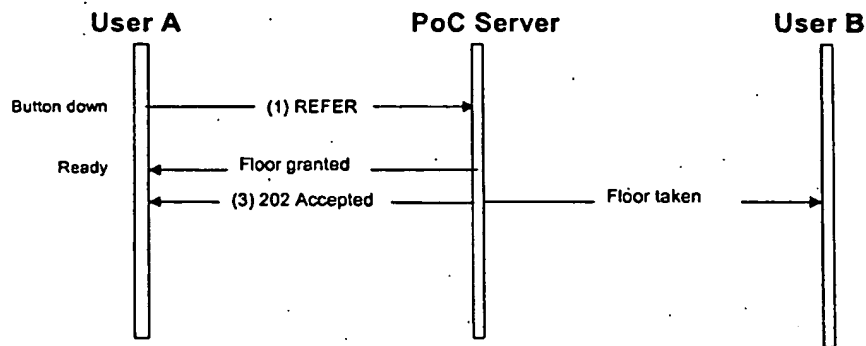 User A
PoC Server
User B
Button down
(1) REFER
Ready
Floor granted
(3) 202 Accepted
Floor taken